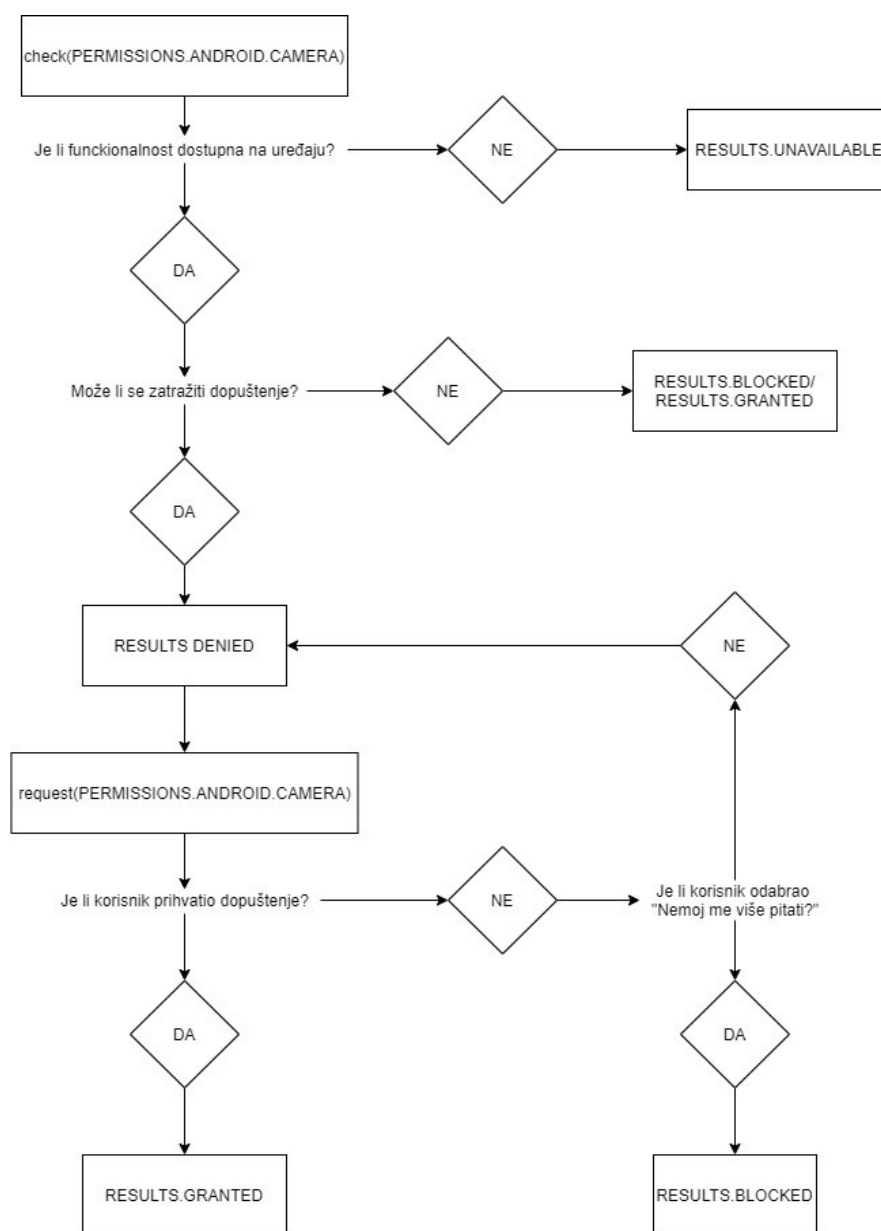 check(PERMISSIONS.ANDROID.CAMERA)
Je li funckionalnost dostupna na uređaju?
NE
RESULTS.UNAVAILABLE
DA
Može li se zatražiti dopuštenje?
NE
RESULTS.BLOCKED/
RESULTS.GRANTED
DA
RESULTS DENIED
NE
request(PERMISSIONS.ANDROID.CAMERA)
Je li korisnik prihvatio dopuštenje?
NE
Je li korisnik odabrao
"Nemoj me više pitati?"
DA
DA
RESULTS.GRANTED
RESULTS.BLOCKED